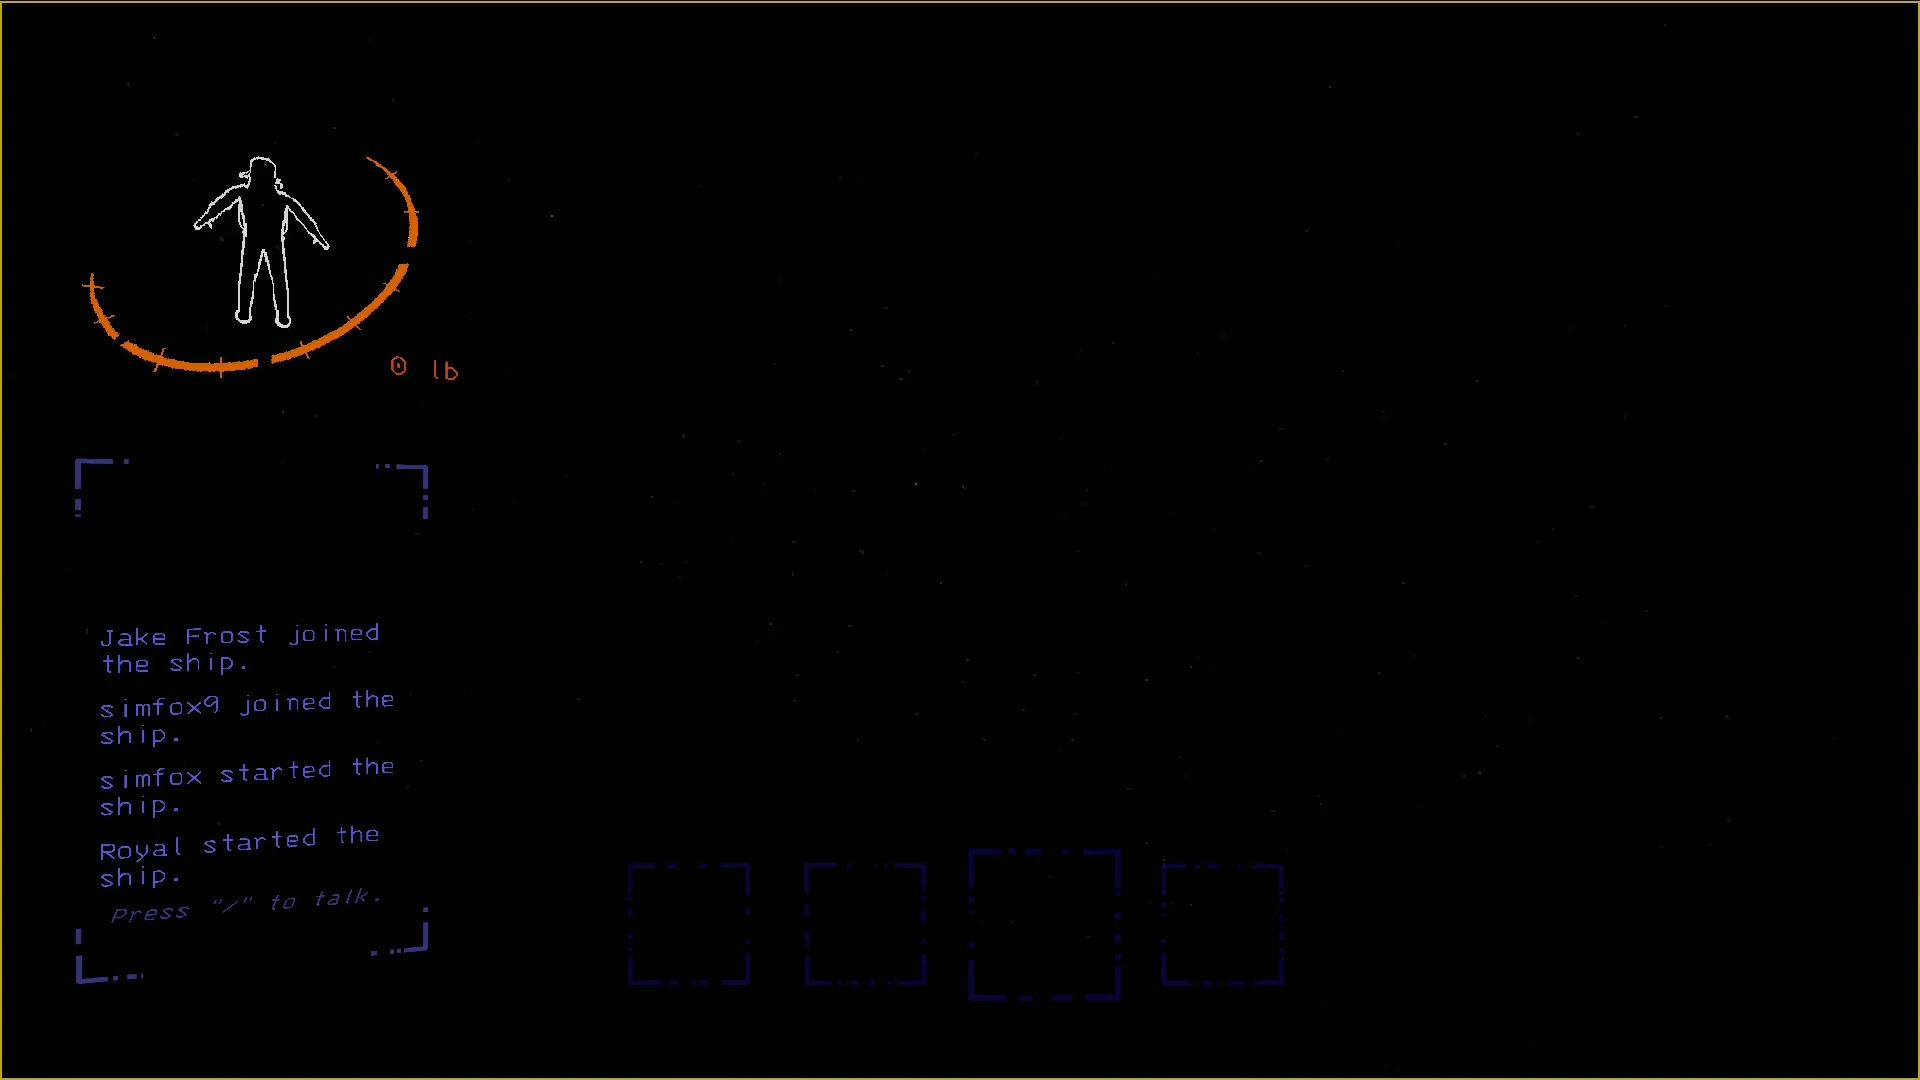 0 lb
Jake Frost joined
the ship.
simfox9 joined the
ship.
simfox started the
ship.
Royal started the
ship.
Press "/" to talk.